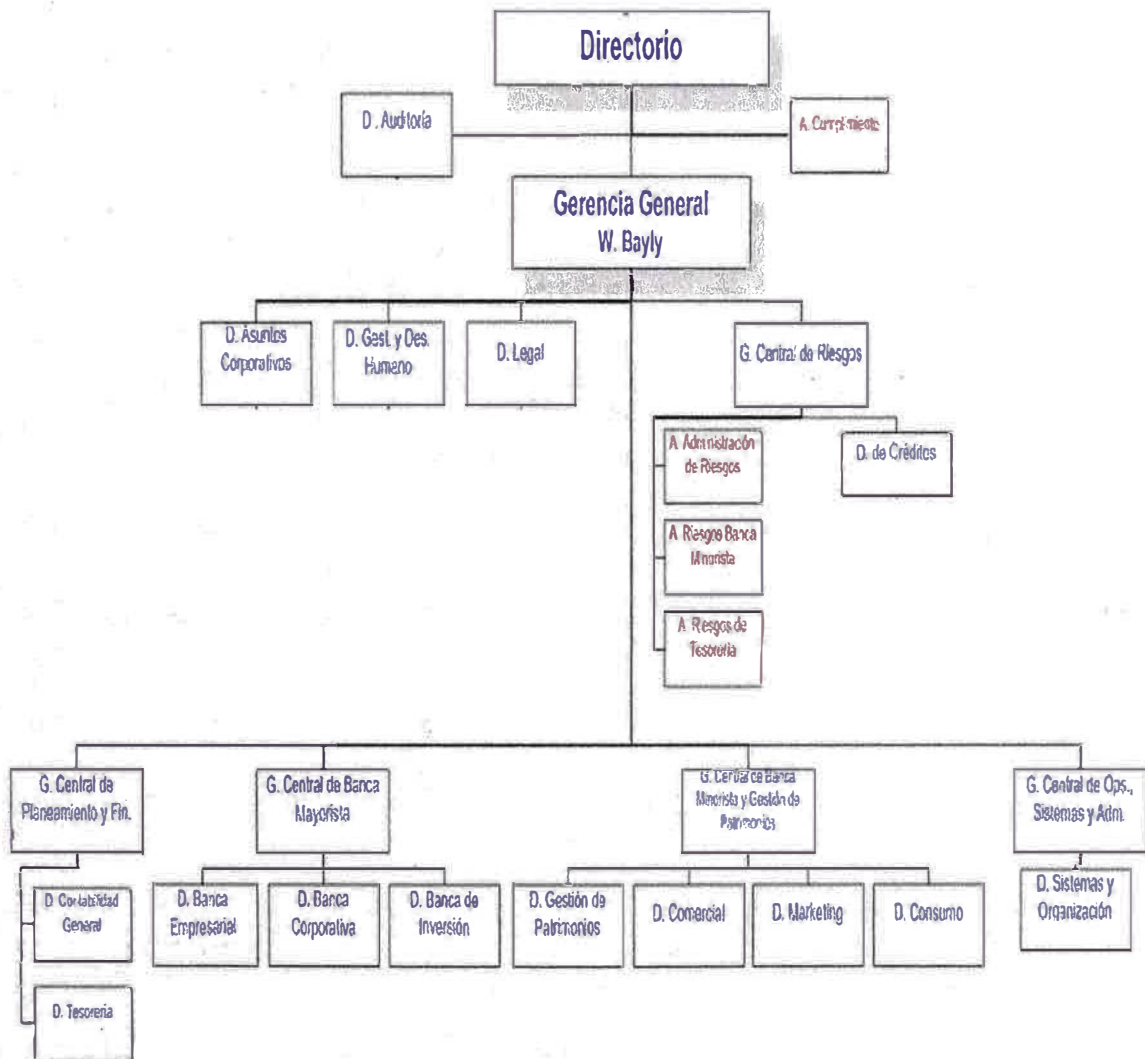 Directorio
D. Auditoría
A. Cumplimiento
Gerencia General
W. Bayly
D. Asuntos
Corporativos
D. Gest. y Des.
Humano
D. Legal
G. Central de Riesgos
A. Administración
de Riesgos
D. de Créditos
A. Riesgos Banca
Minorista
A. Riesgos de
Tesorería
G. Central de
Planeamiento y Fin.
G. Central de Banca
Mayorista
G. Central de Banca
Minorista y Gestión de
Patrimonios
G. Central de Ops.,
Sistemas y Adm.
D. Contabilidad
General
D. Tesorería
D. Banca
Empresarial
D. Banca
Corporativa
D. Banca de
Inversión
D. Gestión de
Patrimonios
D. Comercial
D. Marketing
D. Consumo
D. Sistemas y
Organización